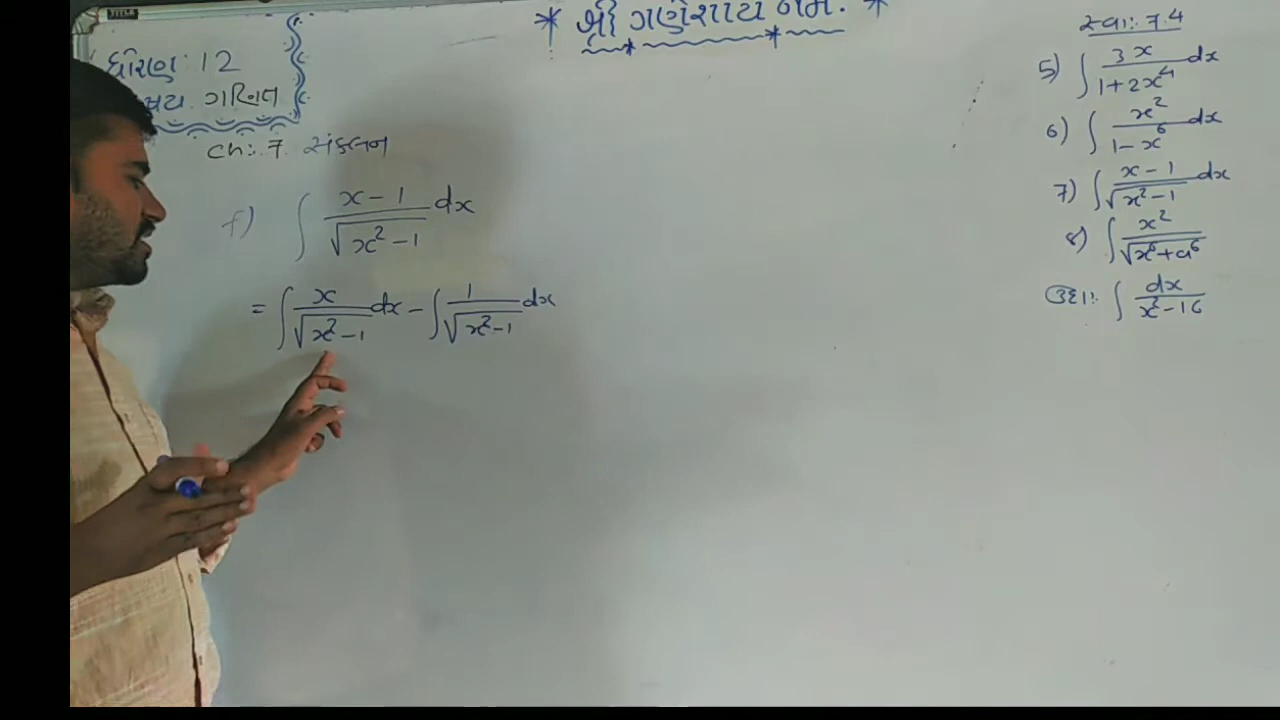 * શ્રી ગણેશાય નમ: *
ધોરણ: 12
ગણિત
ch:. 7. સંકલન
f) ∫ x-1/√(x²-1) dx
= ∫ x/√(x²-1) dx - ∫ 1/√(x²-1) dx
સ્વા:. 7.4
5) ∫ 3x/(1+2x⁴) dx
6) ∫ x²/(1-x⁶) dx
7) ∫ x-1/√(x²-1) dx
8) ∫ x²/√(x⁶+a⁶)
ઉદા1:. ∫ dx/(x²-16)